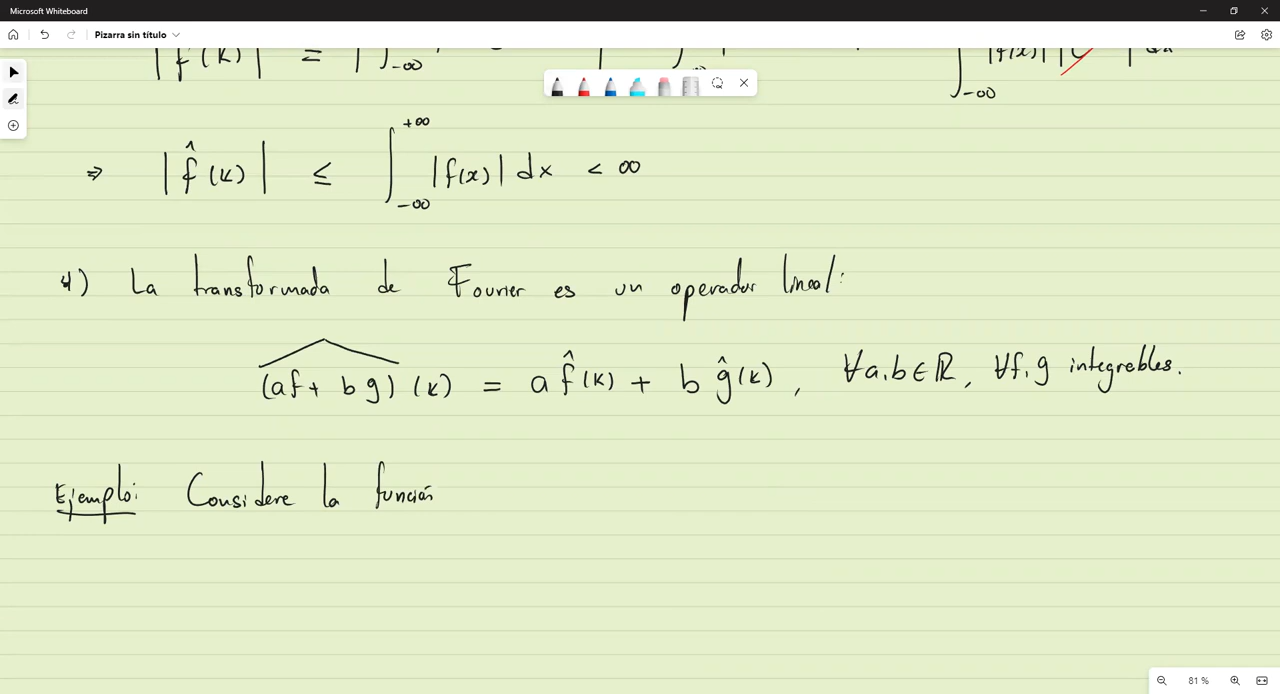 Microsoft Whiteboard
Pizarra sin título
|f̂(k)| = | ∫_{-∞} |f(x)| | dx
⇒ |f̂(k)| ≤ ∫_{-∞}^{+∞} |f(x)| dx < ∞
4) La transformada de Fourier es un operador lineal:
(af + bg)^(k) = a f̂(k) + b ĝ(k), ∀a,b ∈ ℝ, ∀f,g integrables.
Ejemplo: Considere la función
81 %